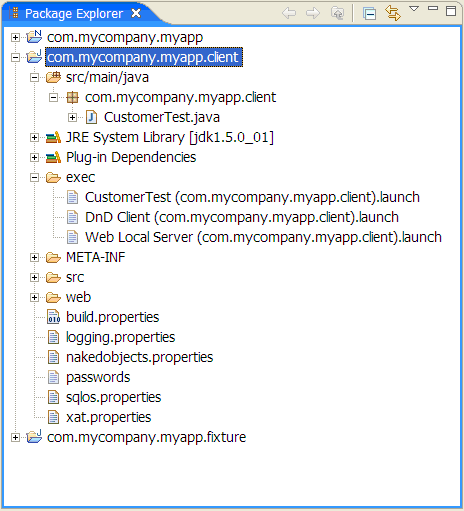 Package Explorer
com.mycompany.myapp
com.mycompany.myapp.client
src/main/java
com.mycompany.myapp.client
CustomerTest.java
JRE System Library [jdk1.5.0_01]
Plug-in Dependencies
exec
CustomerTest (com.mycompany.myapp.client).launch
DnD Client (com.mycompany.myapp.client).launch
Web Local Server (com.mycompany.myapp.client).launch
META-INF
src
web
build.properties
logging.properties
nakedobjects.properties
passwords
sqlos.properties
xat.properties
com.mycompany.myapp.fixture